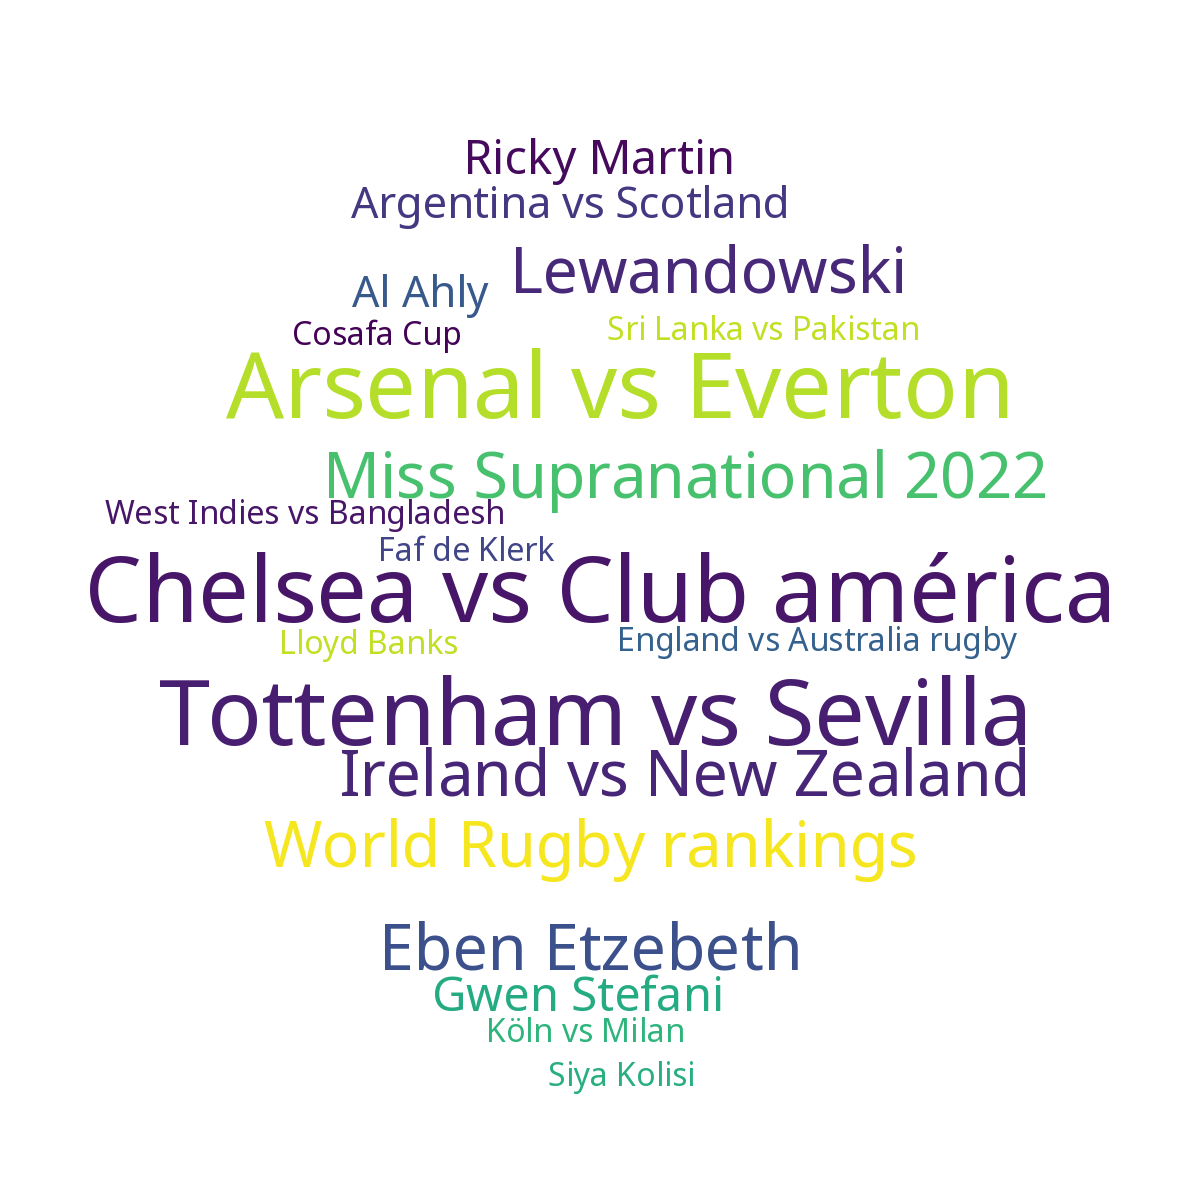 Ricky Martin
Argentina vs Scotland
Lewandowski
Al Ahly
Cosafa Cup
Sri Lanka vs Pakistan
Arsenal vs Everton
Miss Supranational 2022
West Indies vs Bangladesh
Faf de Klerk
Chelsea vs Club américa
Lloyd Banks
England vs Australia rugby
Tottenham vs Sevilla
Ireland vs New Zealand
World Rugby rankings
Eben Etzebeth
Gwen Stefani
Köln vs Milan
Siya Kolisi